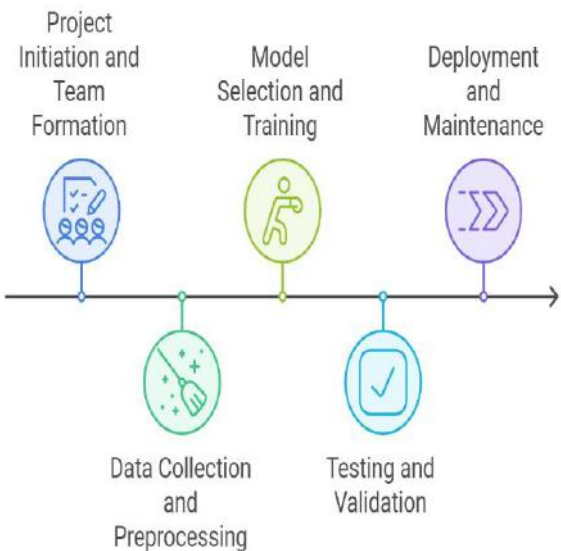 Project
Initiation and
Team
Formation
Model
Selection and
Training
Deployment
and
Maintenance
Data Collection
and
Preprocessing
Testing and
Validation